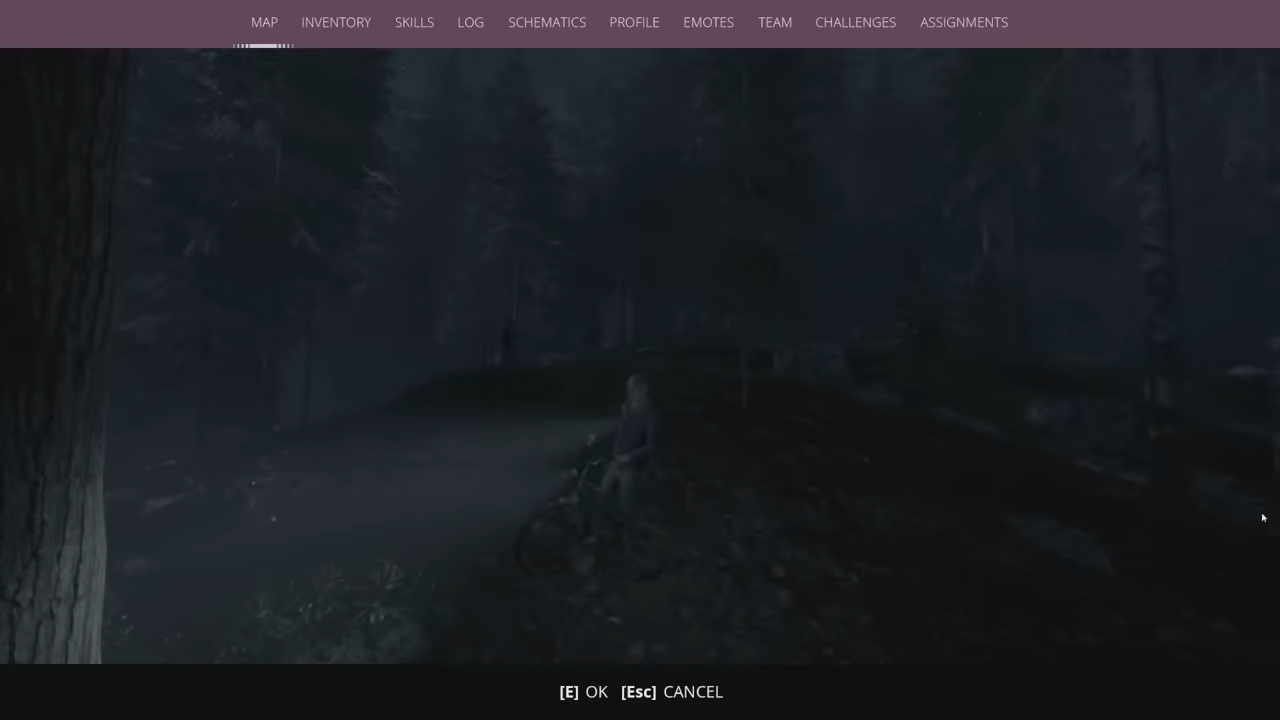 MAP INVENTORY SKILLS LOG SCHEMATICS PROFILE EMOTES TEAM CHALLENGES ASSIGNMENTS
[E] OK [Esc] CANCEL